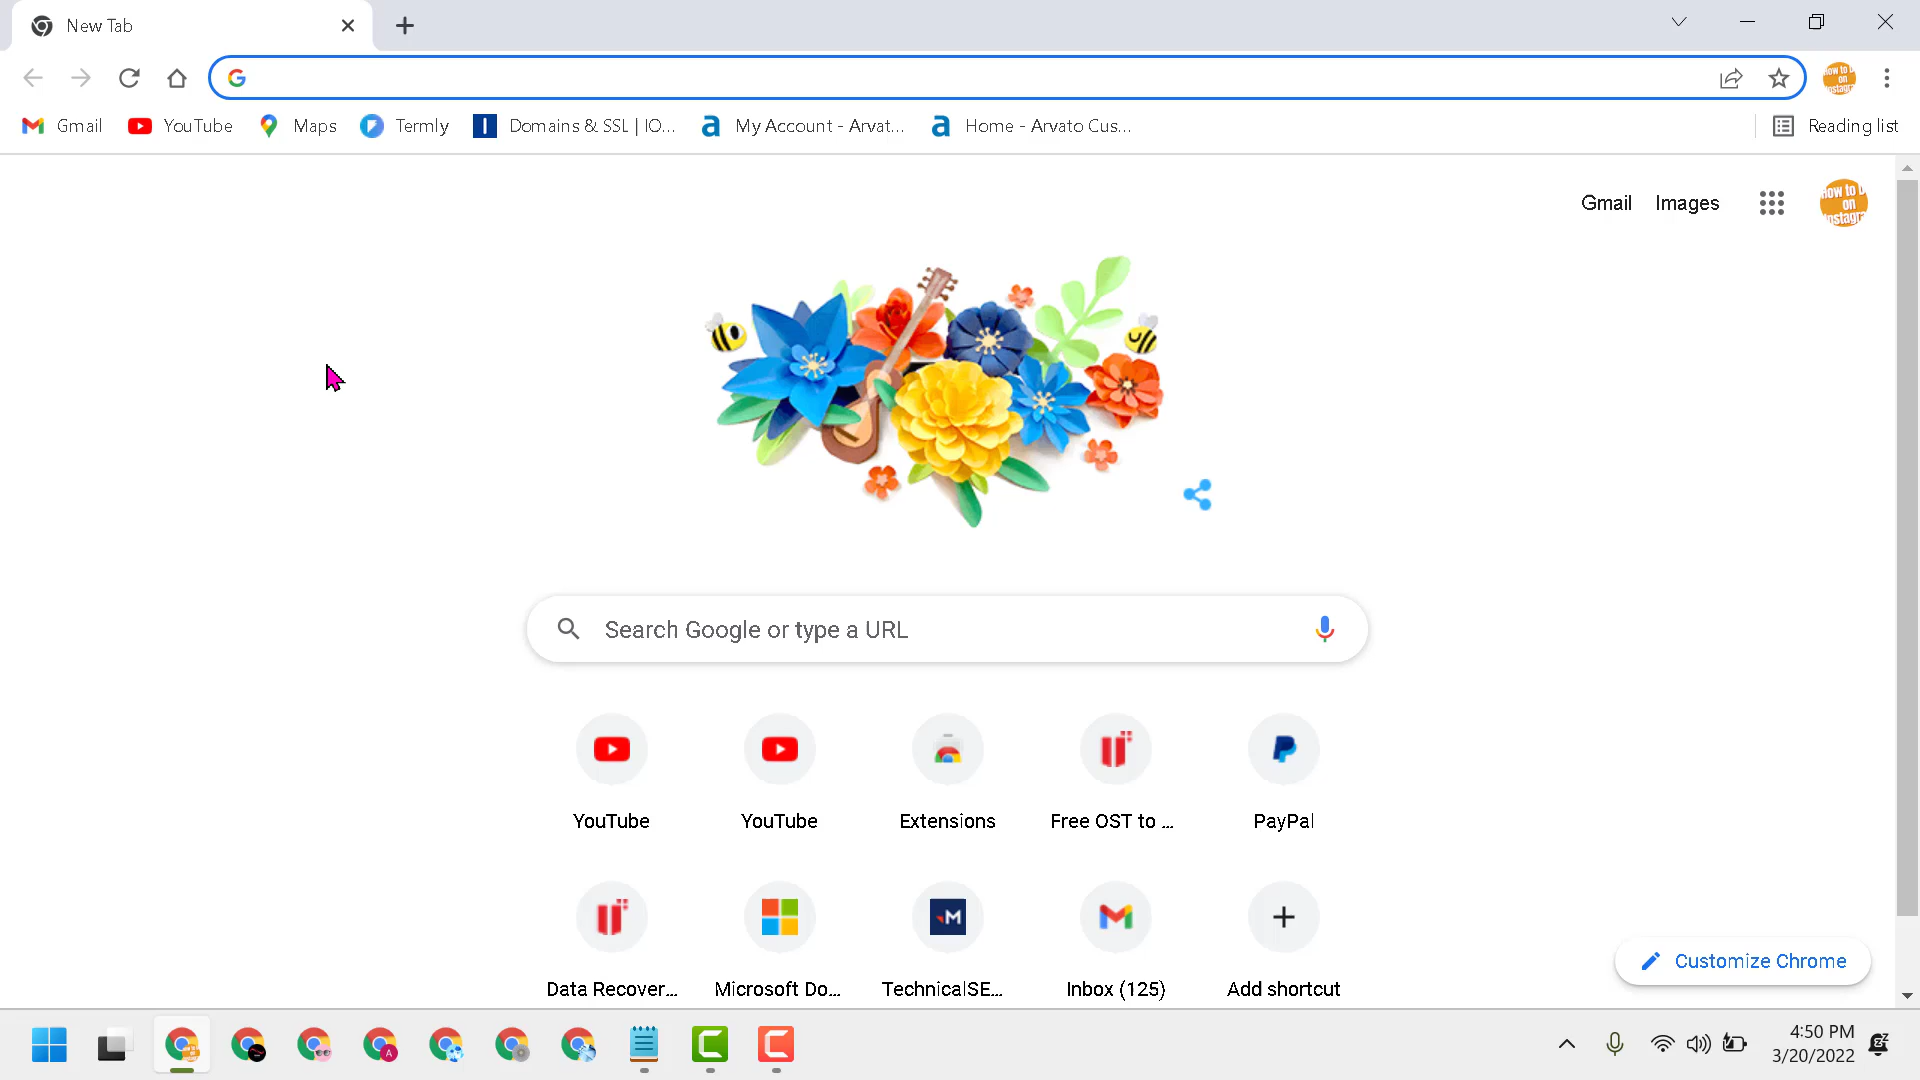 New Tab
Gmail YouTube Maps Termly Domains & SSL | IO... My Account - Arvat... Home - Arvato Cus... Reading list
Gmail Images
Search Google or type a URL
YouTube YouTube Extensions Free OST to ... PayPal
Data Recover... Microsoft Do... TechnicalSE... Inbox (125) Add shortcut
Customize Chrome
4:50 PM
3/20/2022